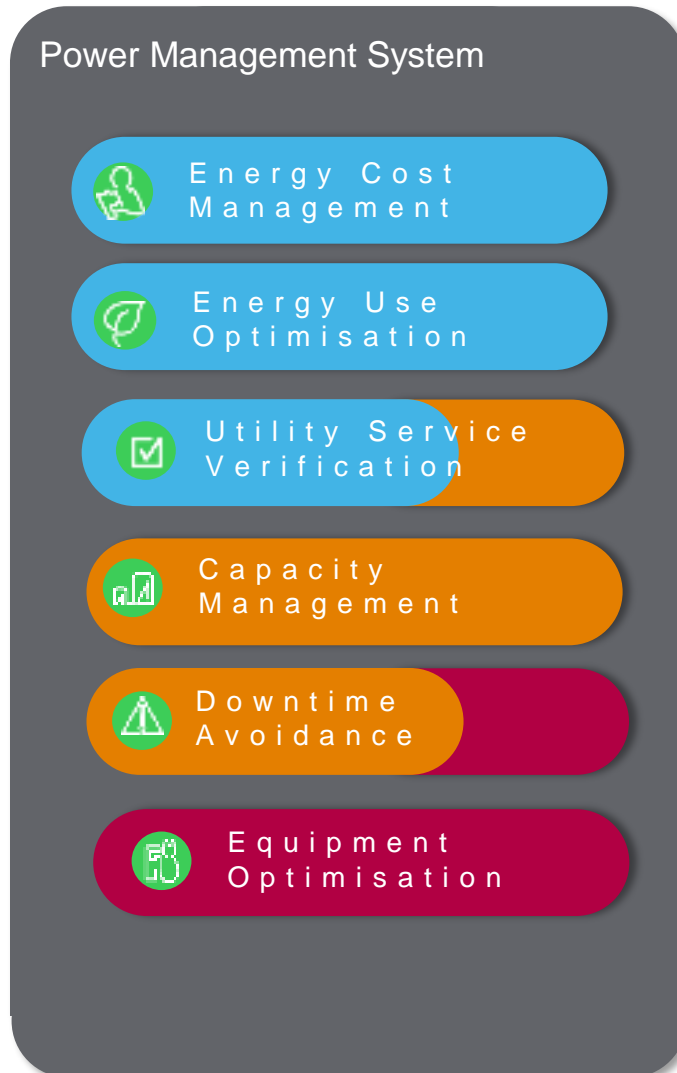 Power Management System
Energy Cost
Management
Energy Use
Optimisation
Utility Service
Verification
Capacity
Management
Downtime
Avoidance
Equipment
Optimisation